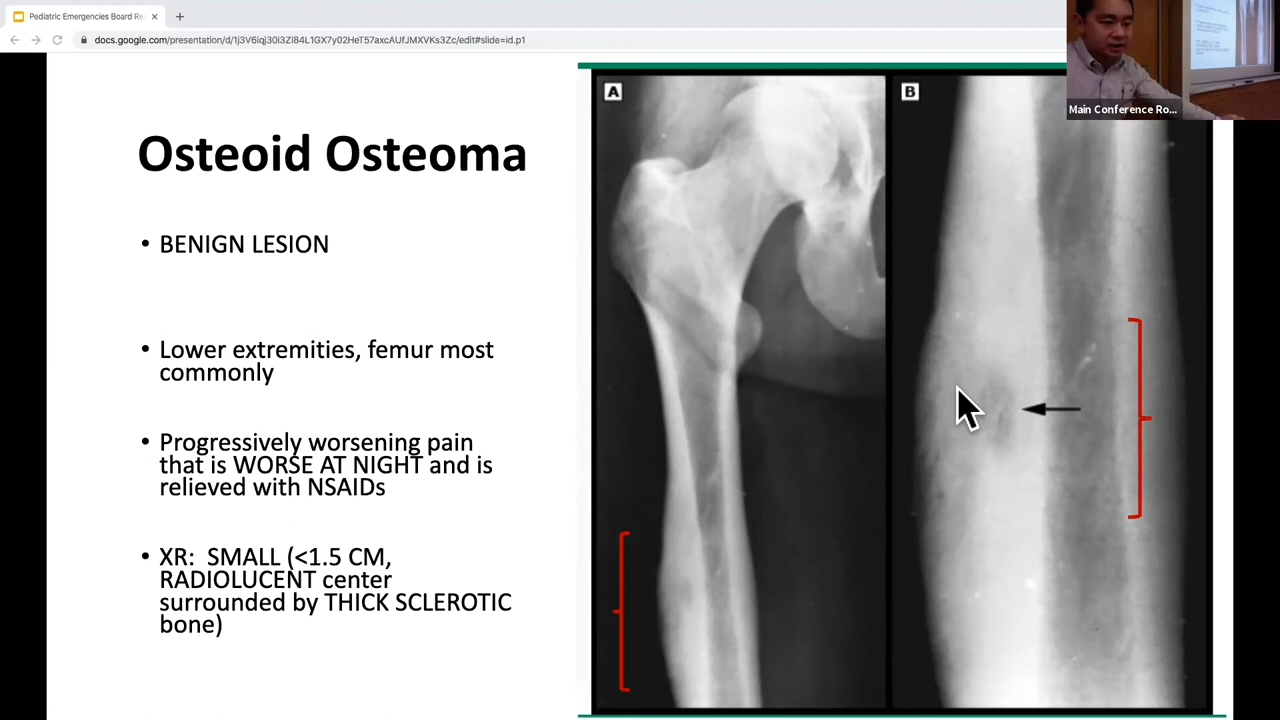 Pediatric Emergencies Board Re
docs.google.com/presentation/d/1j3V6iqj30i3ZI84L1GX7y02HeT57axcAUfJMXVKs3Zc/edit#slide=id.p1
Main Conference Ro...
A
B
Osteoid Osteoma
• BENIGN LESION
• Lower extremities, femur most
commonly
• Progressively worsening pain
that is WORSE AT NIGHT and is
relieved with NSAIDs
• XR: SMALL (<1.5 CM,
RADIOLUCENT center
surrounded by THICK SCLEROTIC
bone)